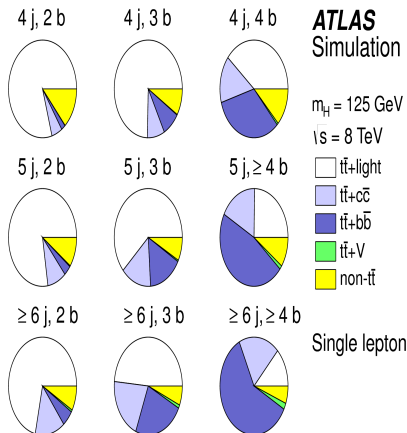 4 j, 2 b
4 j, 3 b
4 j, 4 b
5 j, 2 b
5 j, 3 b
5 j, ≥ 4 b
≥ 6 j, 2 b
≥ 6 j, 3 b
≥ 6 j, ≥ 4 b
ATLAS
Simulation
m_H = 125 GeV
√s = 8 TeV
tt̄+light
tt̄+cc̄
tt̄+bb̄
tt̄+V
non-tt̄
Single lepton